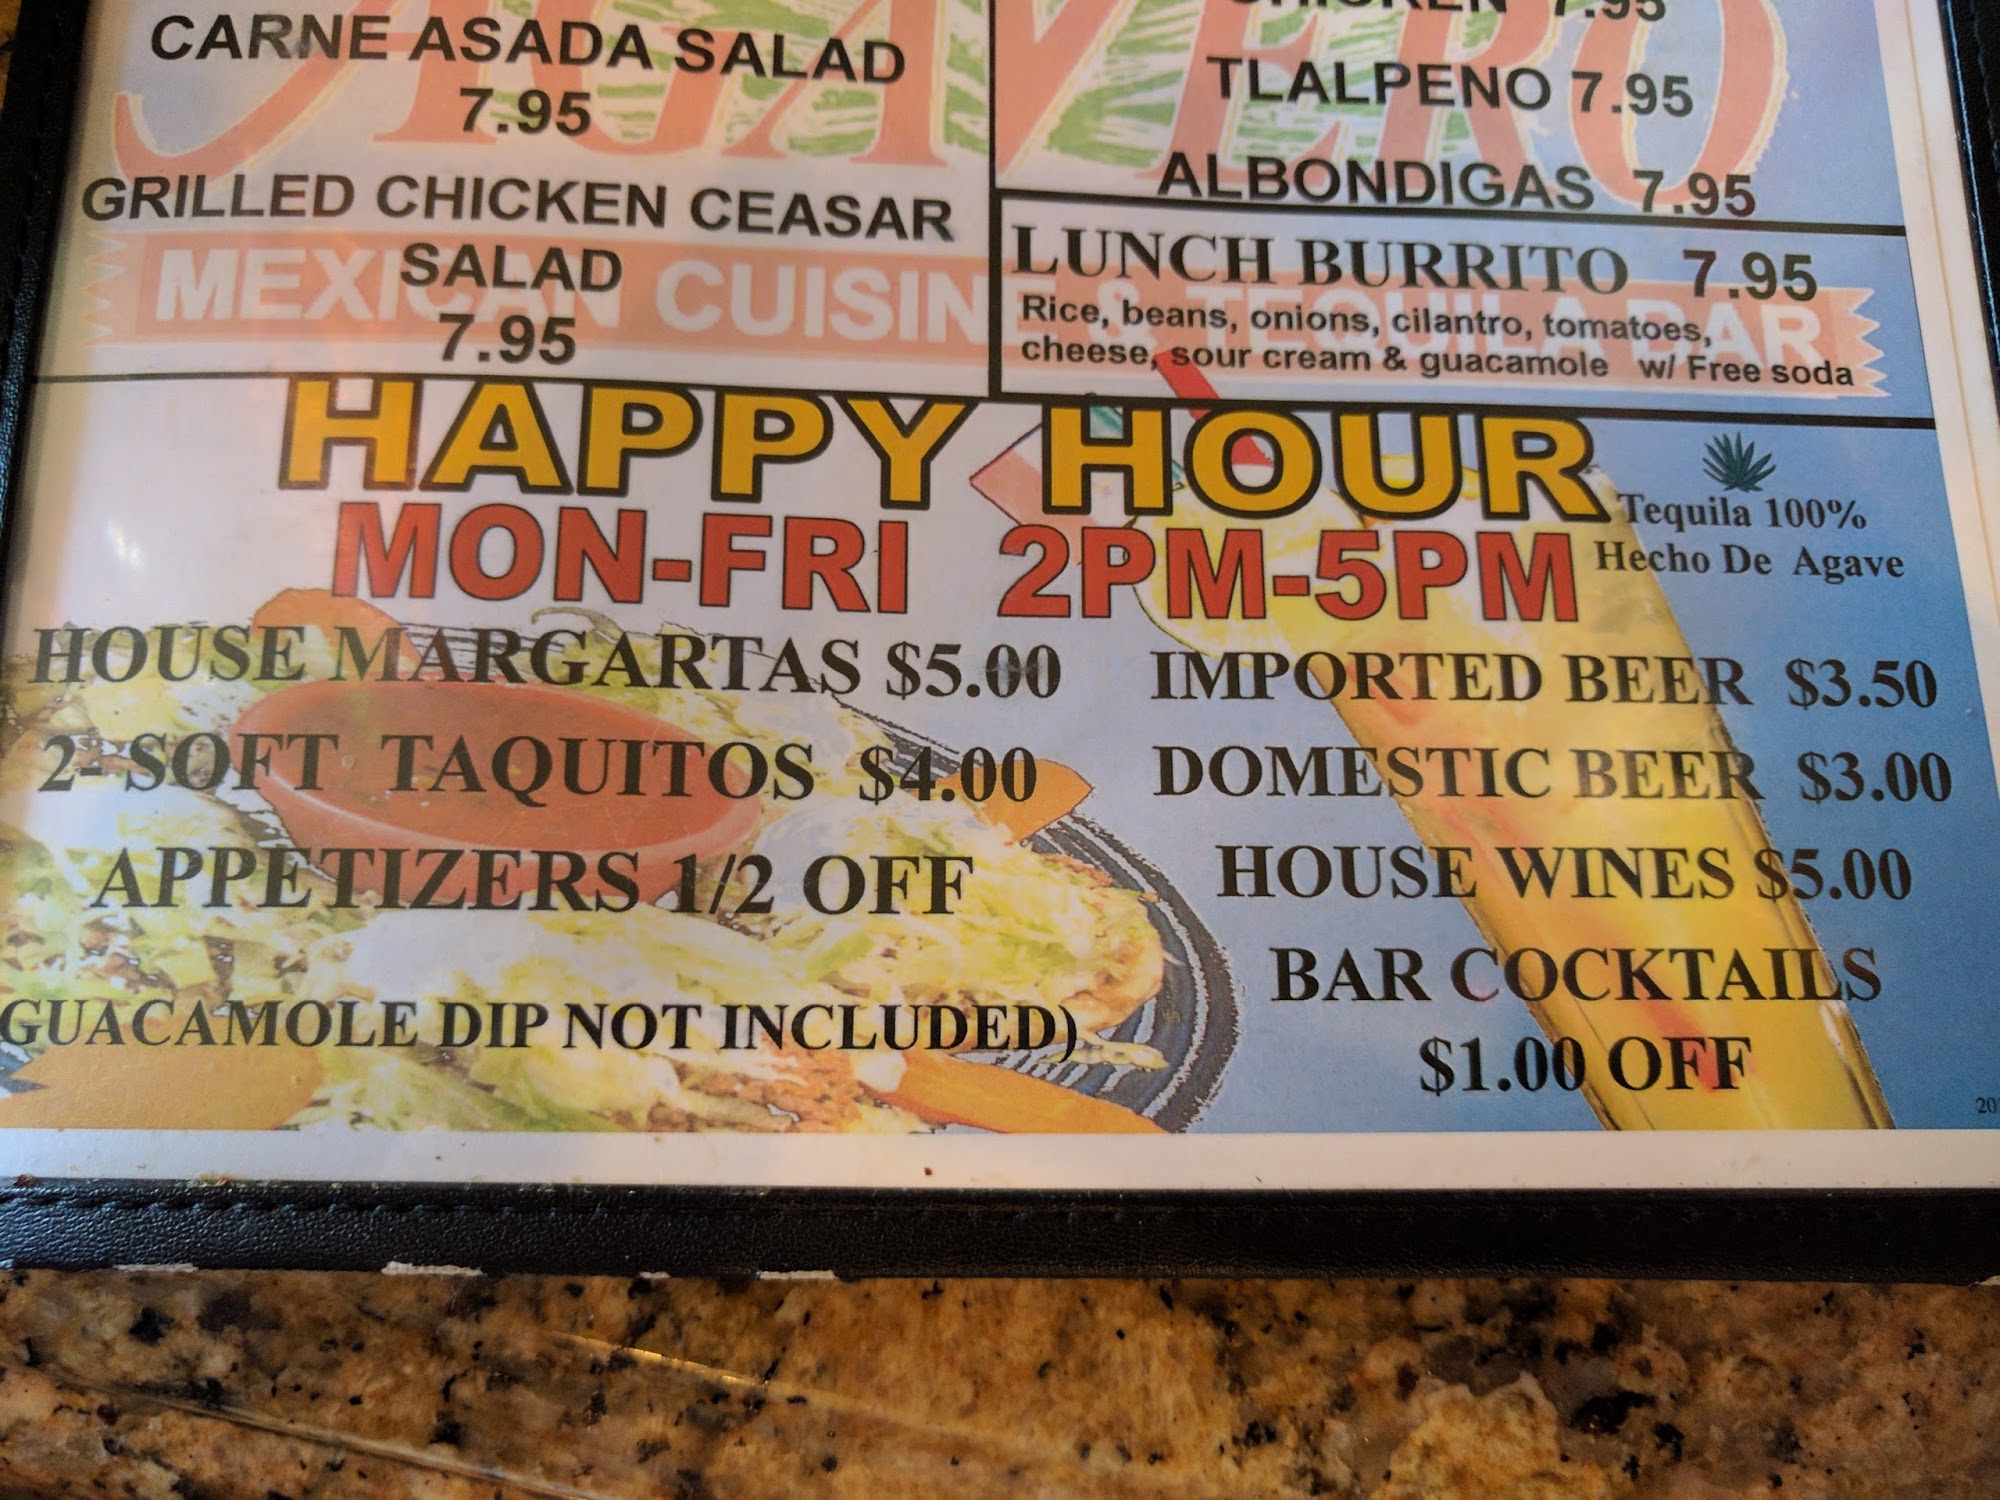 CARNE ASADA SALAD
7.95
GRILLED CHICKEN CEASAR
SALAD
7.95
CHICKEN 7.95
TLALPENO 7.95
ALBONDIGAS 7.95
LUNCH BURRITO 7.95
Rice, beans, onions, cilantro, tomatoes,
cheese, sour cream & guacamole w/ Free soda
AGAVERO
MEXICAN CUISINE & TEQUILA BAR
HAPPY HOUR
MON-FRI 2PM-5PM
Tequila 100%
Hecho De Agave
HOUSE MARGARTAS $5.00
2- SOFT TAQUITOS $4.00
APPETIZERS 1/2 OFF
GUACAMOLE DIP NOT INCLUDED)
IMPORTED BEER $3.50
DOMESTIC BEER $3.00
HOUSE WINES $5.00
BAR COCKTAILS
$1.00 OFF